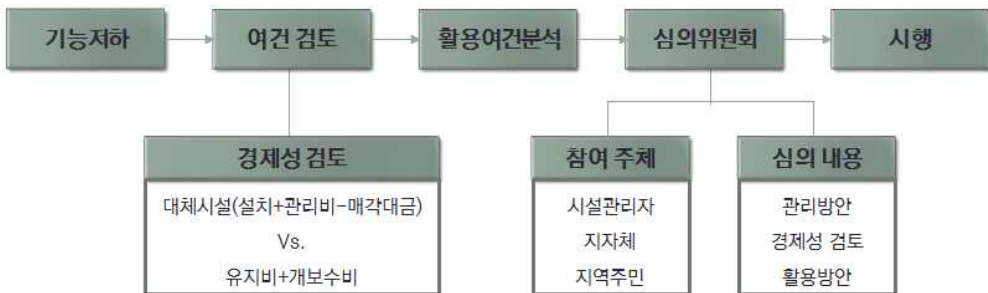 기능저하
여건 검토
활용여건분석
심의위원회
시행
경제성 검토
대체시설(설치+관리비-매각대금)
Vs.
유지비+개보수비
참여 주체
시설관리자
지자체
지역주민
심의 내용
관리방안
경제성 검토
활용방안